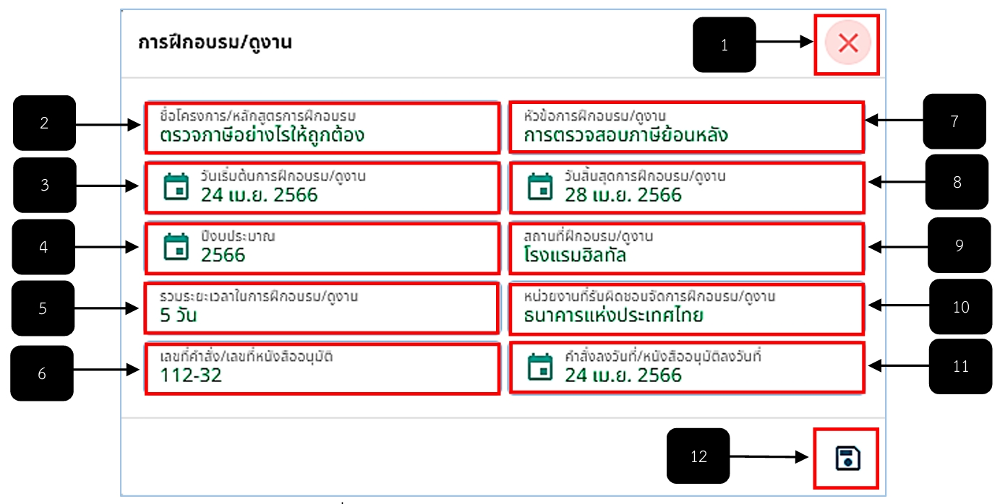 การฝึกอบรม/ดูงาน
1
2
ชื่อโครงการ/หลักสูตรการฝึกอบรม
ตรวจภาษีอย่างไรให้ถูกต้อง
หัวข้อการฝึกอบรม/ดูงาน
การตรวจสอบภาษีย้อนหลัง
7
3
วันเริ่มต้นการฝึกอบรม/ดูงาน
24 เม.ย. 2566
วันสิ้นสุดการฝึกอบรม/ดูงาน
28 เม.ย. 2566
8
4
ปีงบประมาณ
2566
สถานที่ฝึกอบรม/ดูงาน
โรงแรมฮิลทัล
9
5
รวมระยะเวลาในการฝึกอบรม/ดูงาน
5 วัน
หน่วยงานที่รับผิดชอบจัดการฝึกอบรม/ดูงาน
ธนาคารแห่งประเทศไทย
10
6
เลขที่คำสั่ง/เลขที่หนังสืออนุมัติ
112-32
คำสั่งลงวันที่/หนังสืออนุมัติลงวันที่
24 เม.ย. 2566
11
12